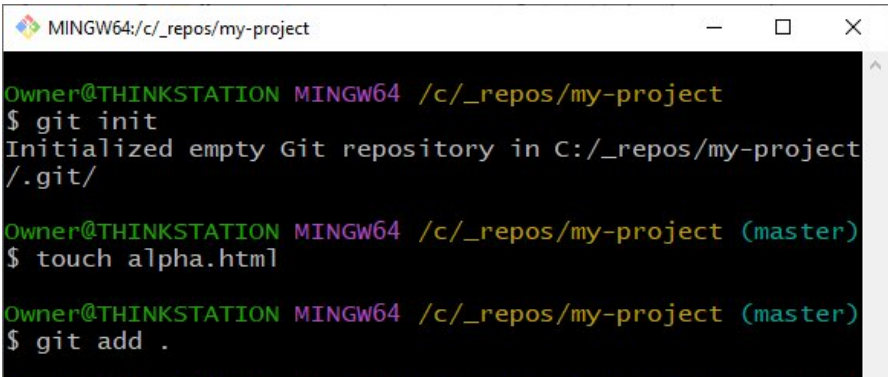 MINGW64:/c/_repos/my-project
Owner@THINKSTATION MINGW64 /c/_repos/my-project
$ git init
Initialized empty Git repository in C:/_repos/my-project
/.git/
Owner@THINKSTATION MINGW64 /c/_repos/my-project (master)
$ touch alpha.html
Owner@THINKSTATION MINGW64 /c/_repos/my-project (master)
$ git add .